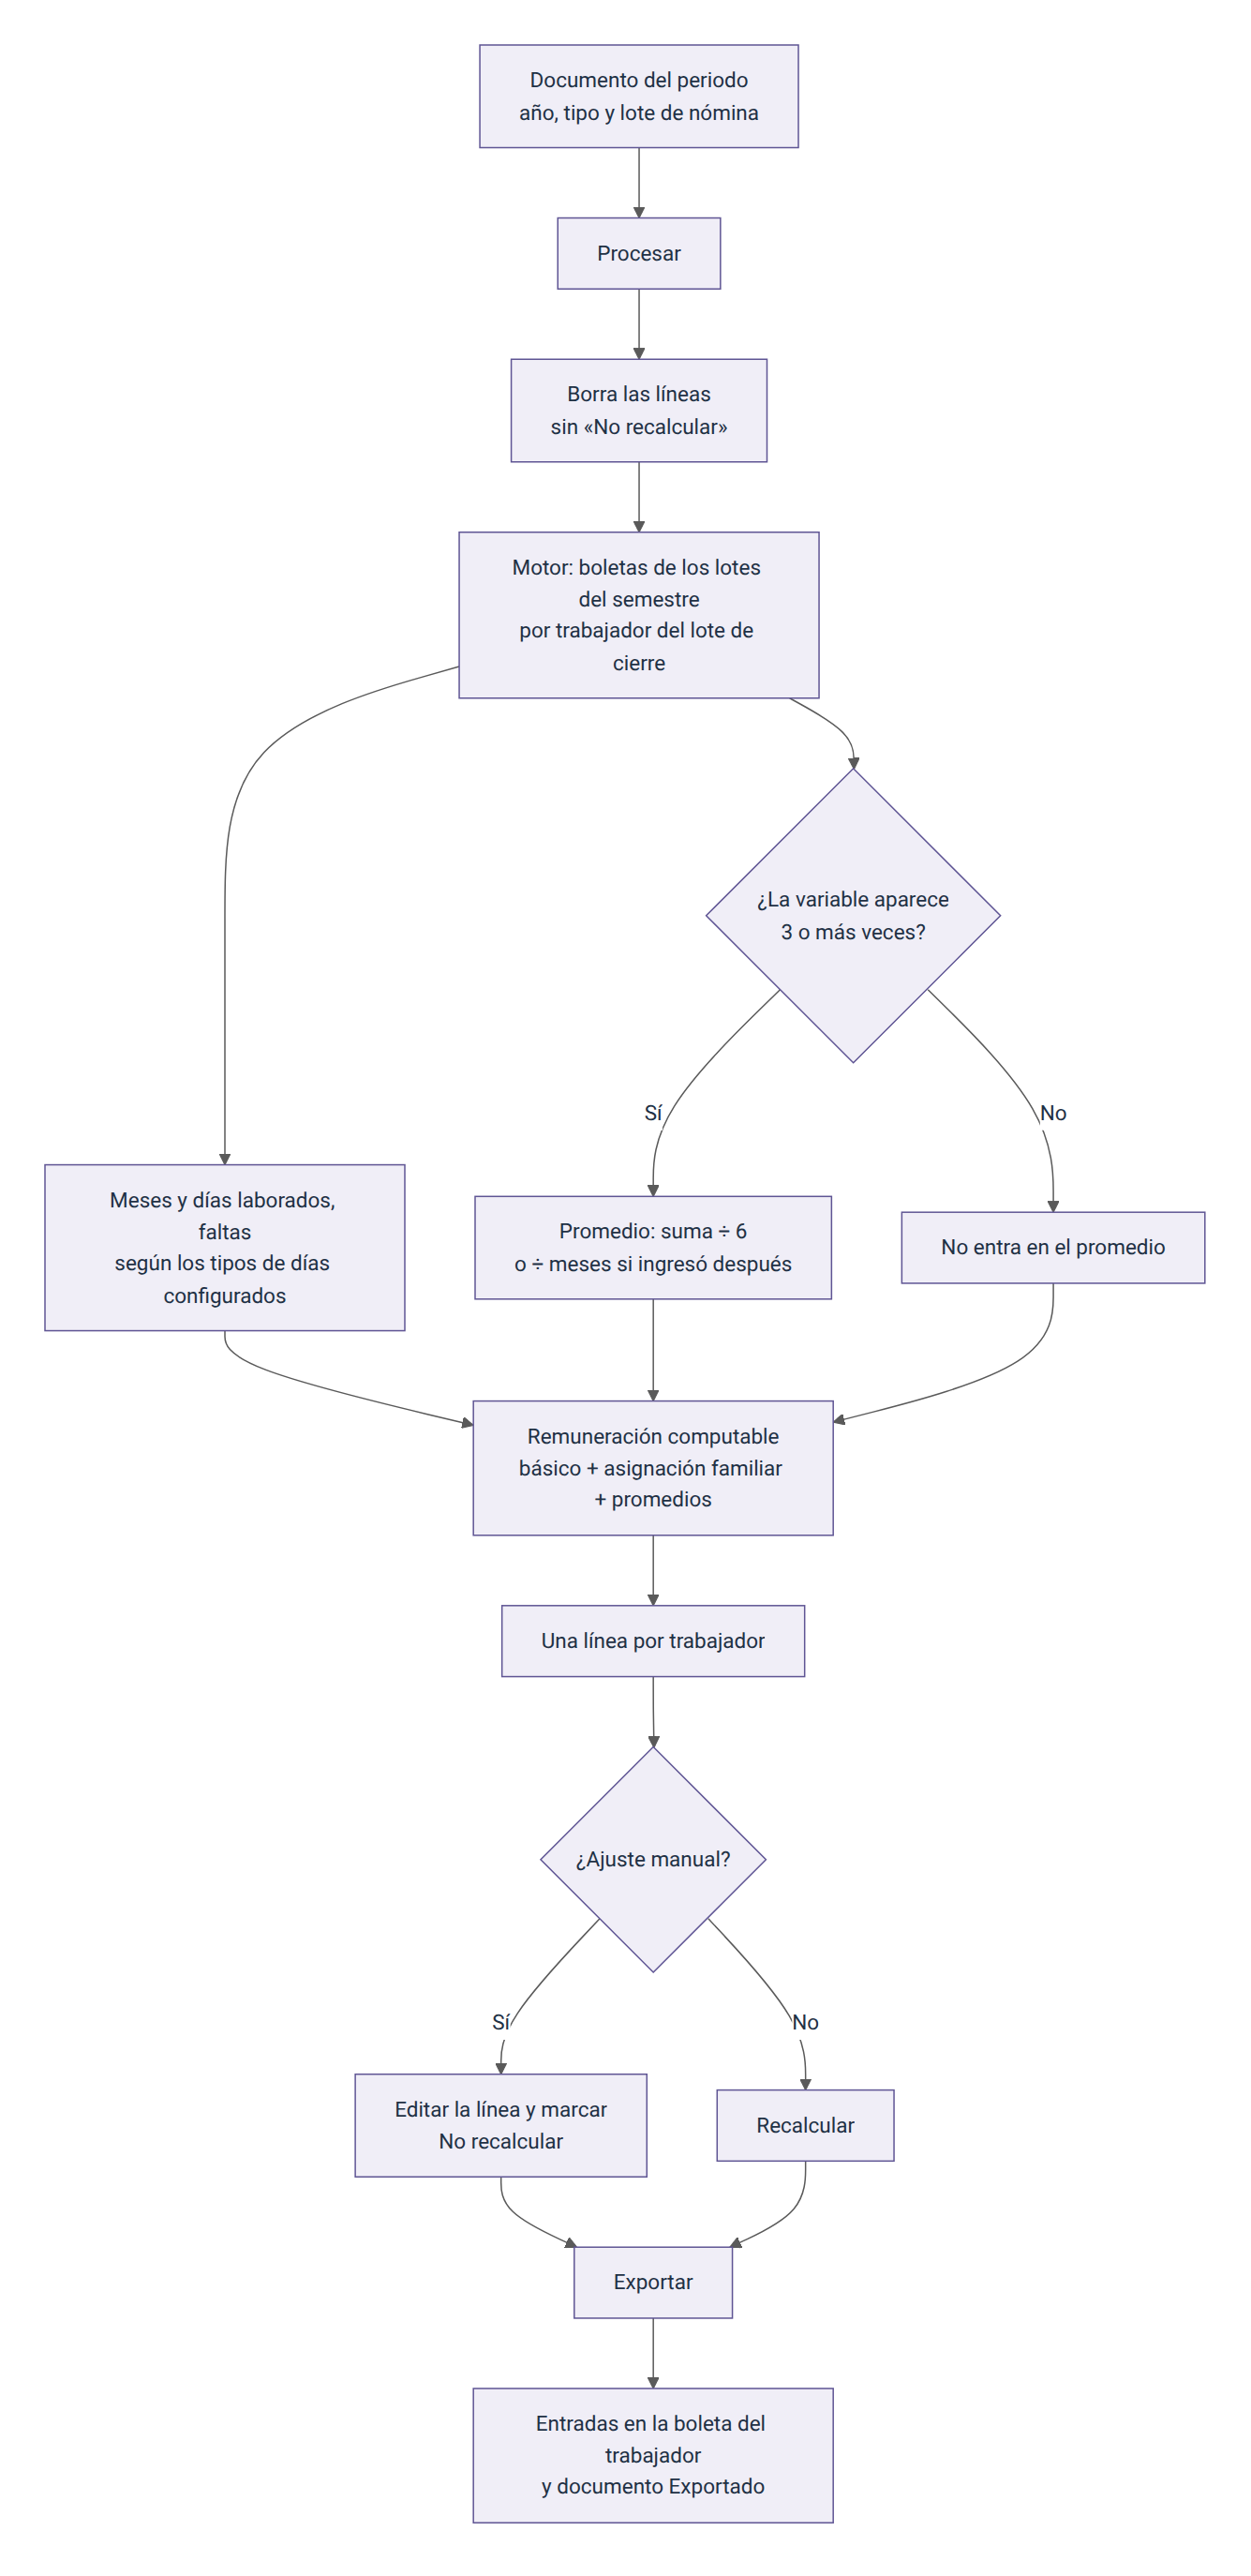 Documento del periodo
año, tipo y lote de nómina
Procesar
Borra las líneas
sin «No recalcular»
Motor: boletas de los lotes
del semestre
por trabajador del lote de
cierre
¿La variable aparece
3 o más veces?
Sí
No
Meses y días laborados,
faltas
según los tipos de días
configurados
Promedio: suma ÷ 6
o ÷ meses si ingresó después
No entra en el promedio
Remuneración computable
básico + asignación familiar
+ promedios
Una línea por trabajador
¿Ajuste manual?
Sí
No
Editar la línea y marcar
No recalcular
Recalcular
Exportar
Entradas en la boleta del
trabajador
y documento Exportado